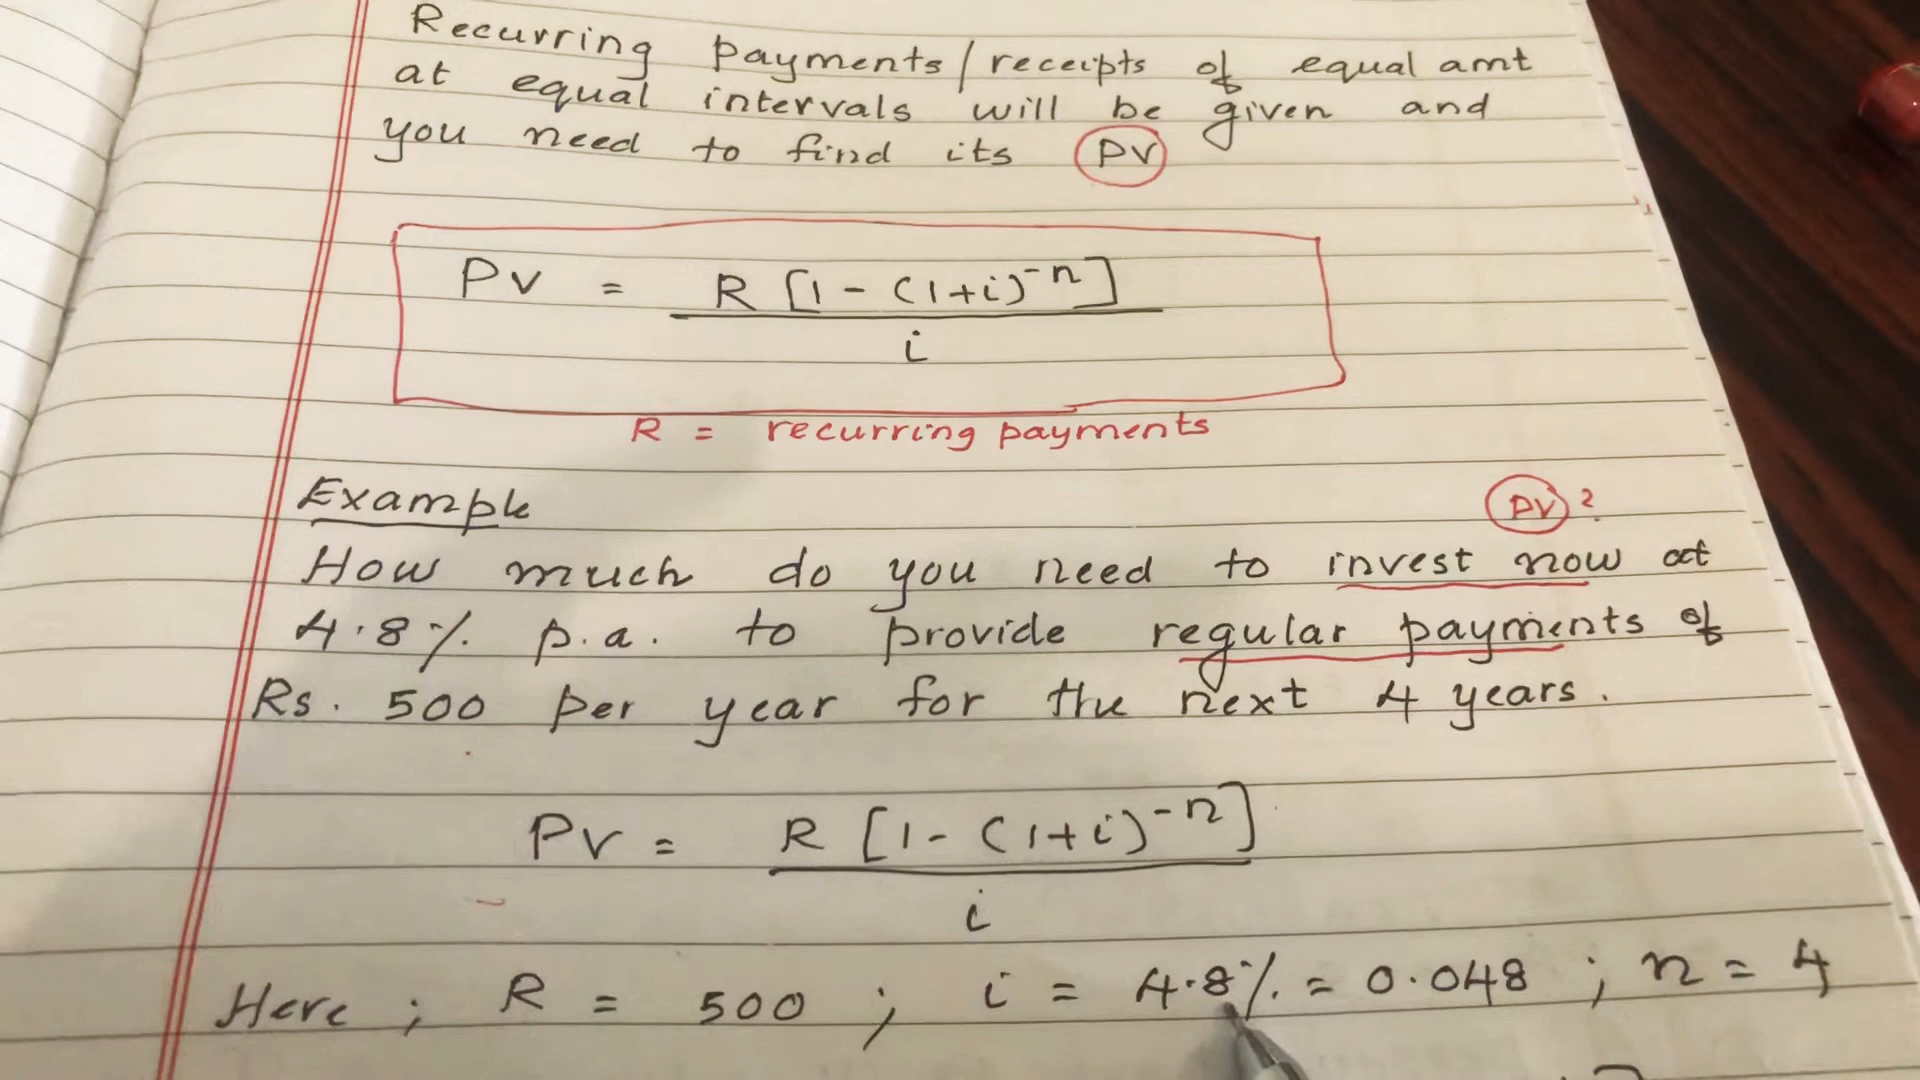 Recurring payments/receipts of equal amt
at equal intervals will be given and
you need to find its PV
PV = R [1 - (1+i)⁻ⁿ]
i
R = recurring payments
Example
PV ?
How much do you need to invest now at
4.8% p.a. to provide regular payments of
Rs. 500 per year for the next 4 years.
PV = R [1 - (1+i)⁻ⁿ]
i
Here ; R = 500 ; i = 4.8% = 0.048 ; n = 4